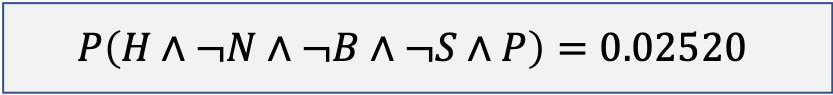 P(H ∧ ¬N ∧ ¬B ∧ ¬S ∧ P) = 0.02520